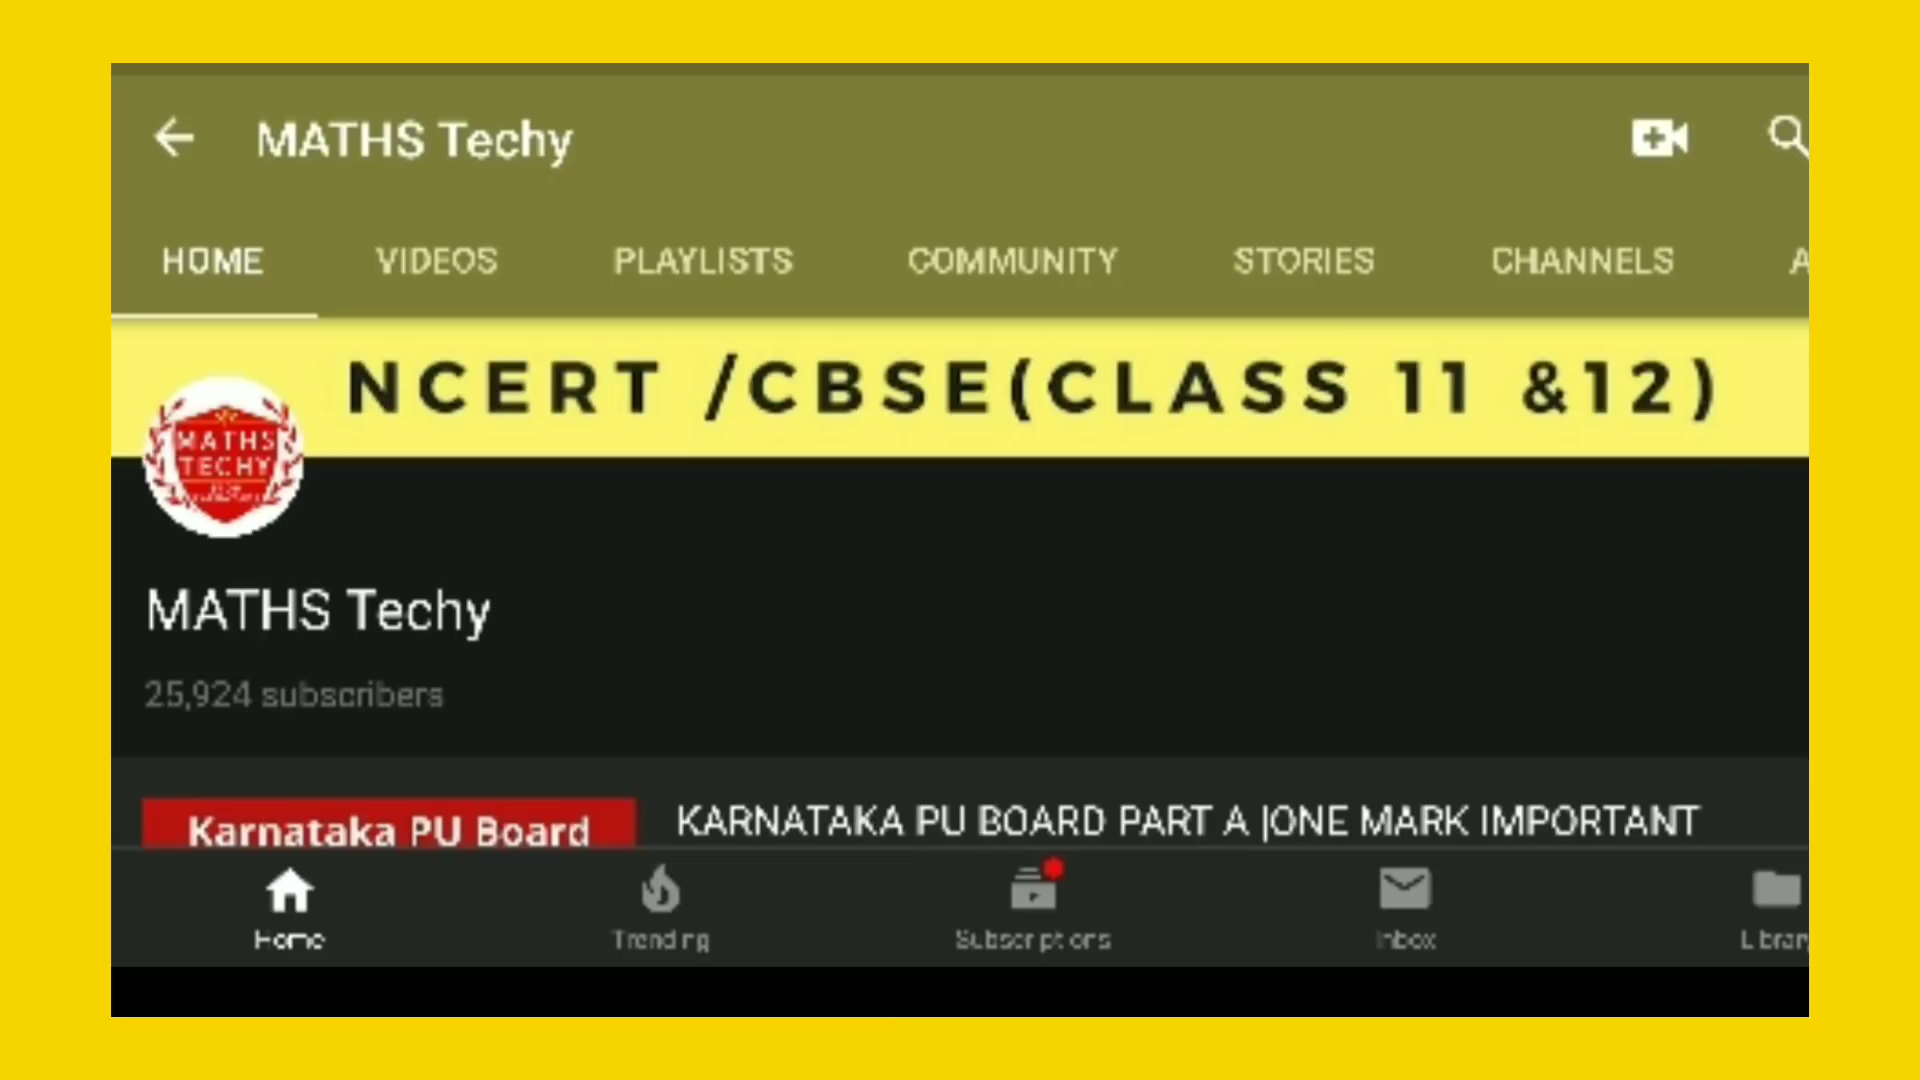 MATHS Techy
HOME VIDEOS PLAYLISTS COMMUNITY STORIES CHANNELS A
NCERT /CBSE(CLASS 11 &12)
MATHS
TECHY
MATHS Techy
25,924 subscribers
Karnataka PU Board
KARNATAKA PU BOARD PART A |ONE MARK IMPORTANT
Home Trending Subscriptions Inbox Library